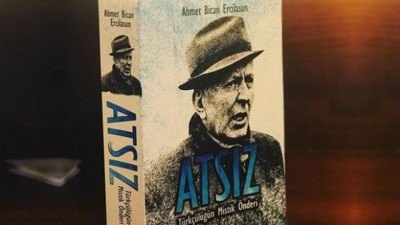 Ahmet Bican Ercilasun
ATSIZ
Türkçülüğün
Mistik Önderi
Ahmet Bican Ercilasun
ATSIZ
Türkçülüğün Mistik Önderi